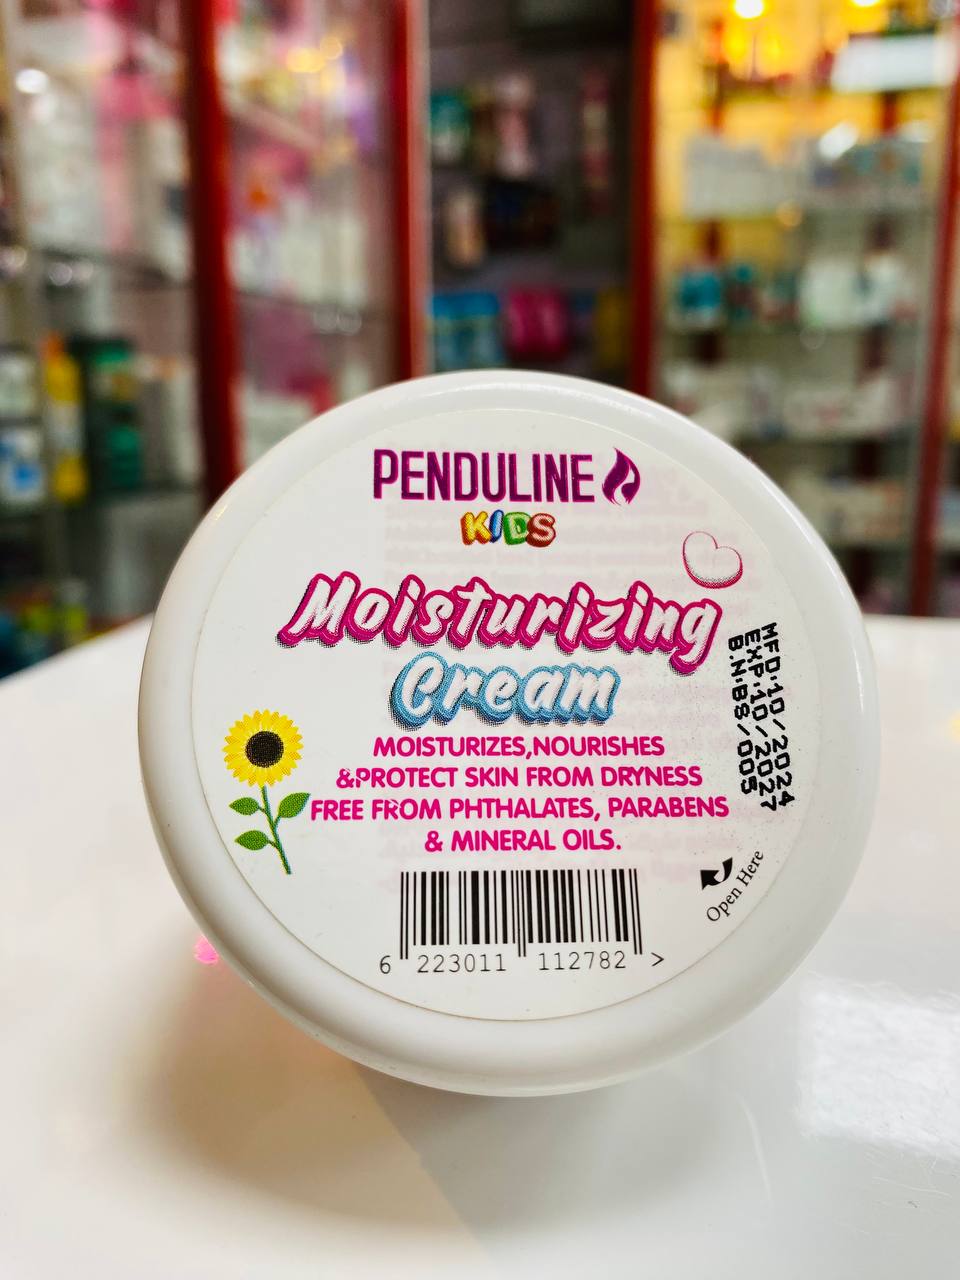 PENDULINE
KIDS
Moisturizing
Cream
MOISTURIZES,NOURISHES
&PROTECT SKIN FROM DRYNESS
FREE FROM PHTHALATES, PARABENS
& MINERAL OILS.
MFD:10/2024
EXP:10/2027
B.N:BS/005
Open Here
6 223011 112782 >